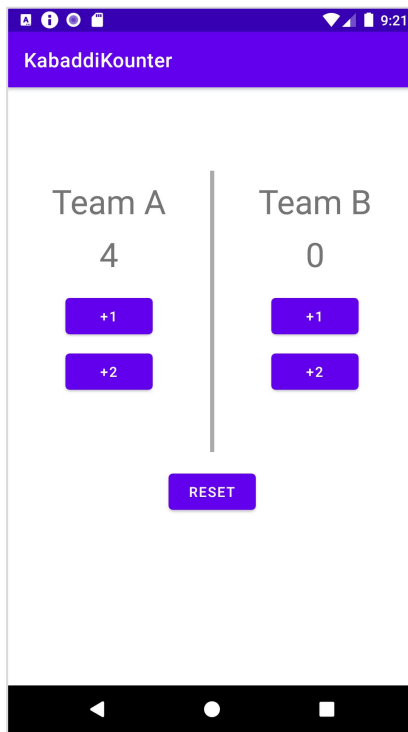 9:21
KabaddiKounter
Team A
4
+1
+2
Team B
0
+1
+2
RESET